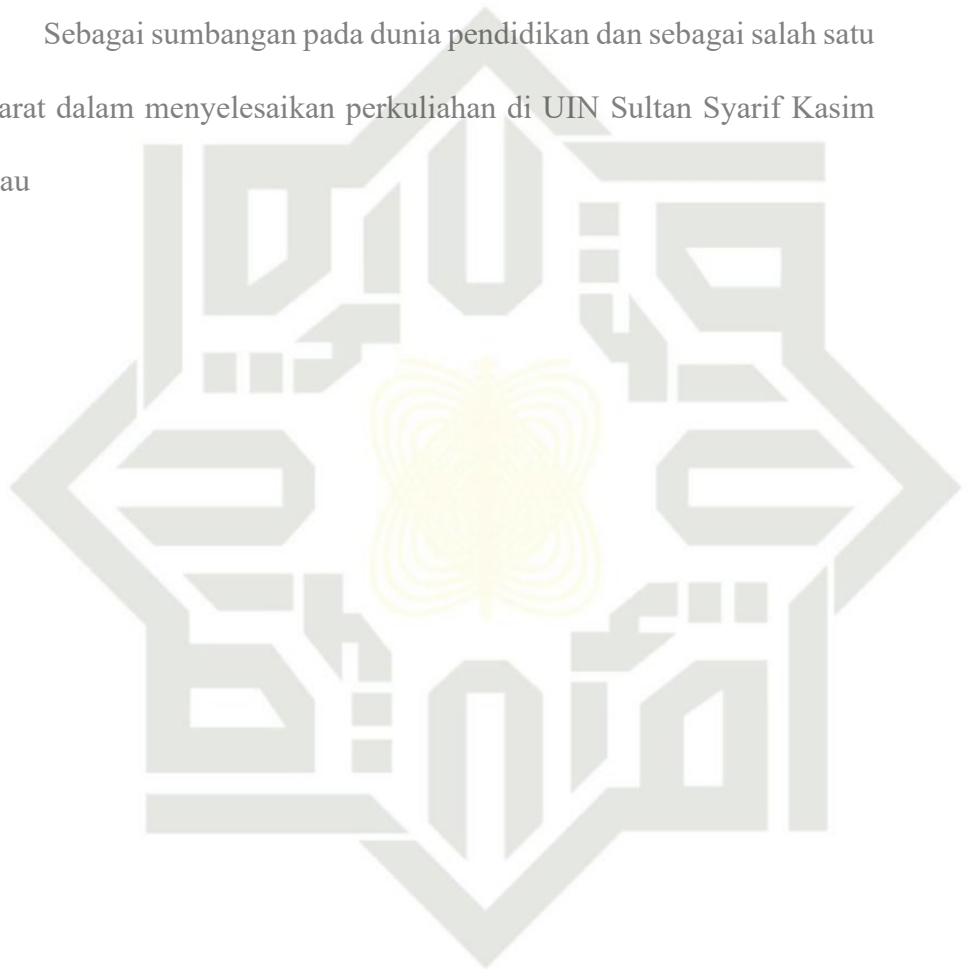 Sebagai sumbangan pada dunia pendidikan dan sebagai salah satu
arat dalam menyelesaikan perkuliahan di UIN Sultan Syarif Kasim
au